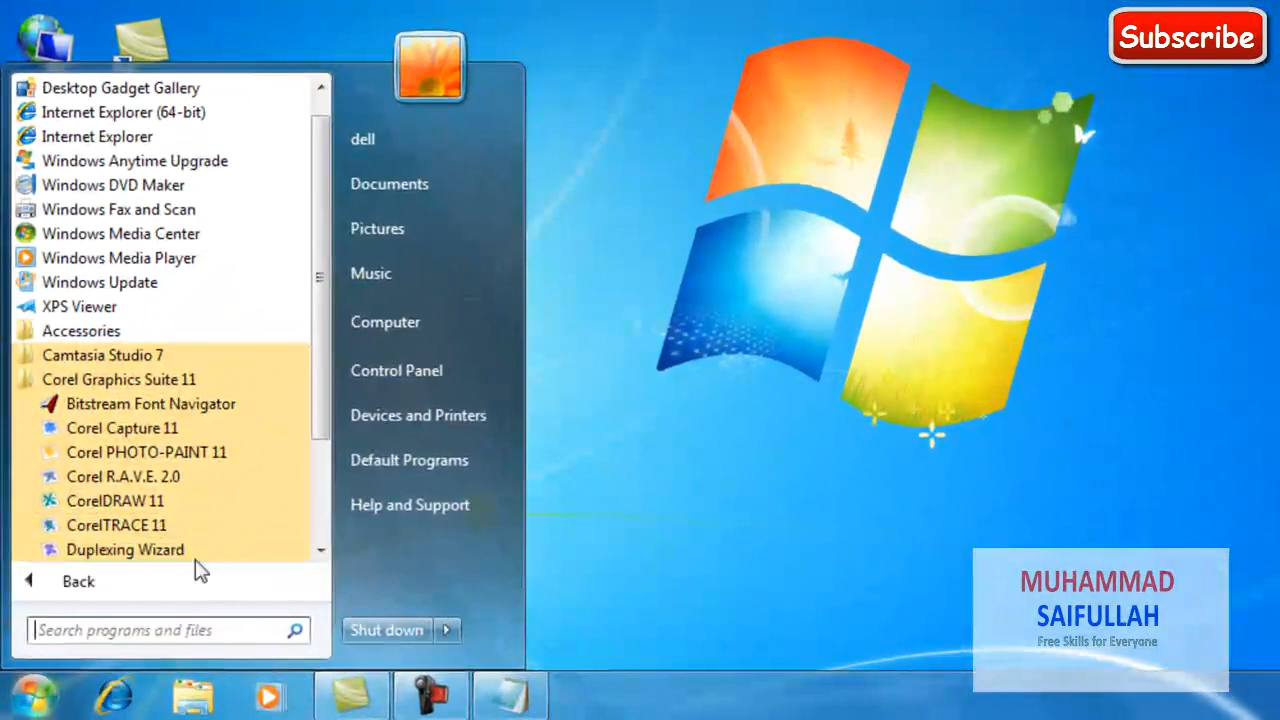 Subscribe
Desktop Gadget Gallery
Internet Explorer (64-bit)
Internet Explorer
Windows Anytime Upgrade
Windows DVD Maker
Windows Fax and Scan
Windows Media Center
Windows Media Player
Windows Update
XPS Viewer
Accessories
Camtasia Studio 7
Corel Graphics Suite 11
Bitstream Font Navigator
Corel Capture 11
Corel PHOTO-PAINT 11
Corel R.A.V.E. 2.0
CorelDRAW 11
CorelTRACE 11
Duplexing Wizard
Back
Search programs and files
dell
Documents
Pictures
Music
Computer
Control Panel
Devices and Printers
Default Programs
Help and Support
Shut down
MUHAMMAD
SAIFULLAH
Free Skills for Everyone